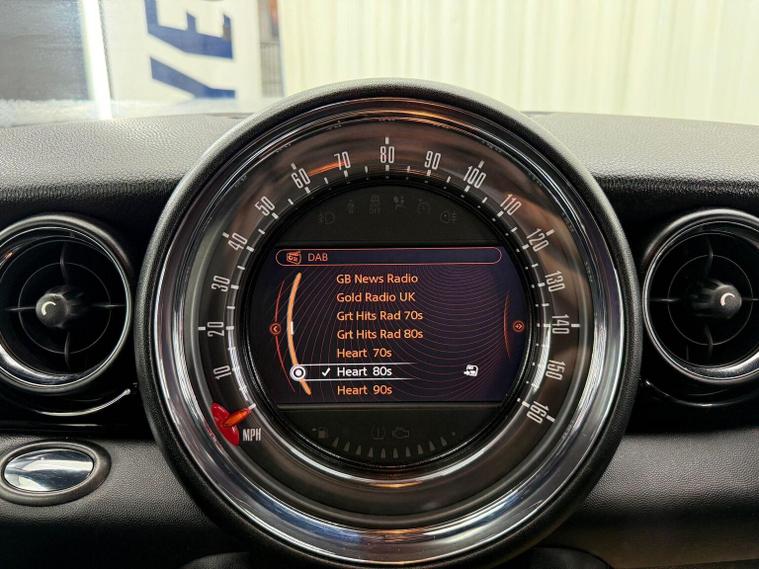 YE
60 70 80 90 100
50 110
40 120
30 130
20 140
10 150
160
MPH
DAB
GB News Radio
Gold Radio UK
Grt Hits Rad 70s
Grt Hits Rad 80s
Heart 70s
✓ Heart 80s
Heart 90s